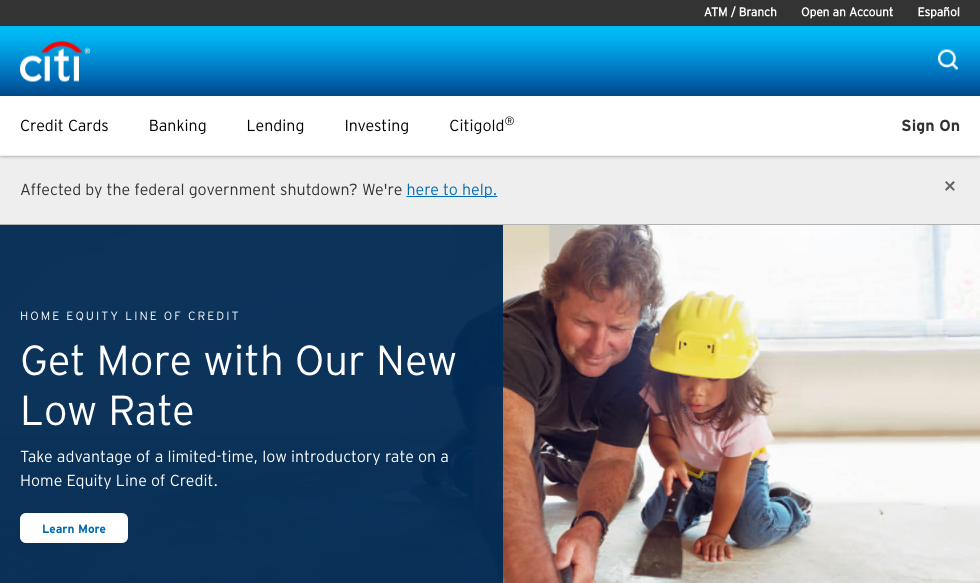 ATM / Branch
Open an Account
Español
citi®
Credit Cards
Banking
Lending
Investing
Citigold®
Sign On
Affected by the federal government shutdown? We're here to help.
HOME EQUITY LINE OF CREDIT
Get More with Our New
Low Rate
Take advantage of a limited-time, low introductory rate on a
Home Equity Line of Credit.
Learn More